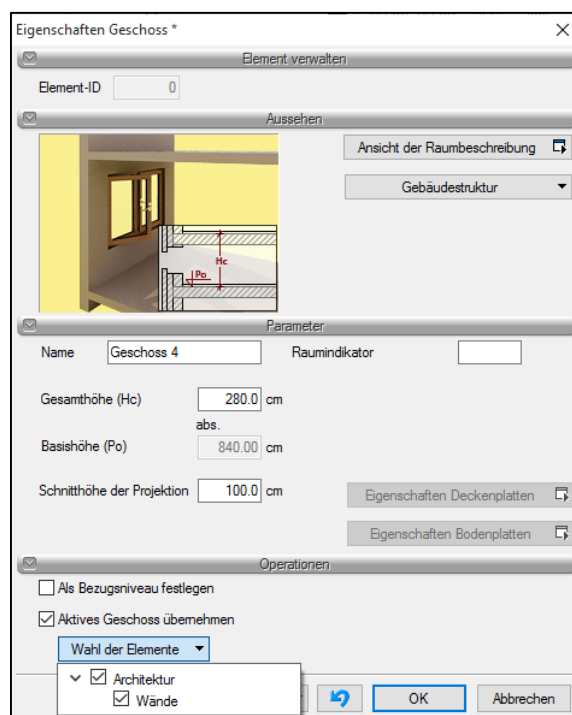 Eigenschaften Geschoss *
Element verwalten
Element-ID 0
Aussehen
Ansicht der Raumbeschreibung
Gebäudestruktur
Hc
Po
Parameter
Name Geschoss 4 Raumindikator
Gesamthöhe (Hc) 280.0 cm
abs.
Basishöhe (Po) 840.00 cm
Schnitthöhe der Projektion 100.0 cm
Eigenschaften Deckenplatten
Eigenschaften Bodenplatten
Operationen
Als Bezugsniveau festlegen
Aktives Geschoss übernehmen
Wahl der Elemente
Architektur
Wände
OK Abbrechen